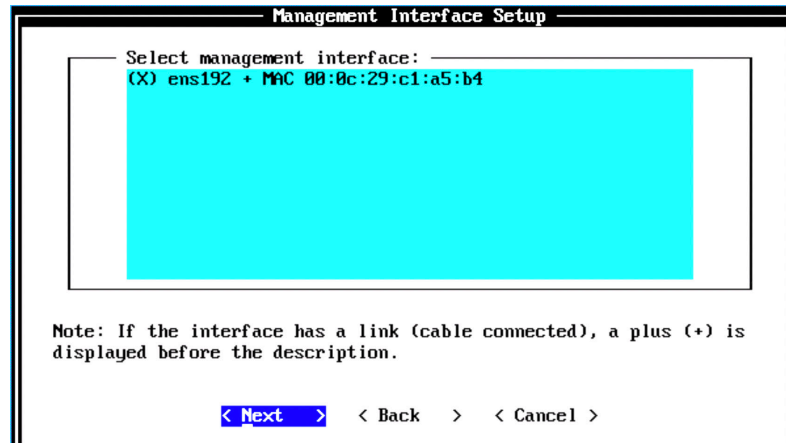 Management Interface Setup
Select management interface:
(X) ens192 + MAC 00:0c:29:c1:a5:b4
Note: If the interface has a link (cable connected), a plus (+) is
displayed before the description.
< Next > < Back > < Cancel >